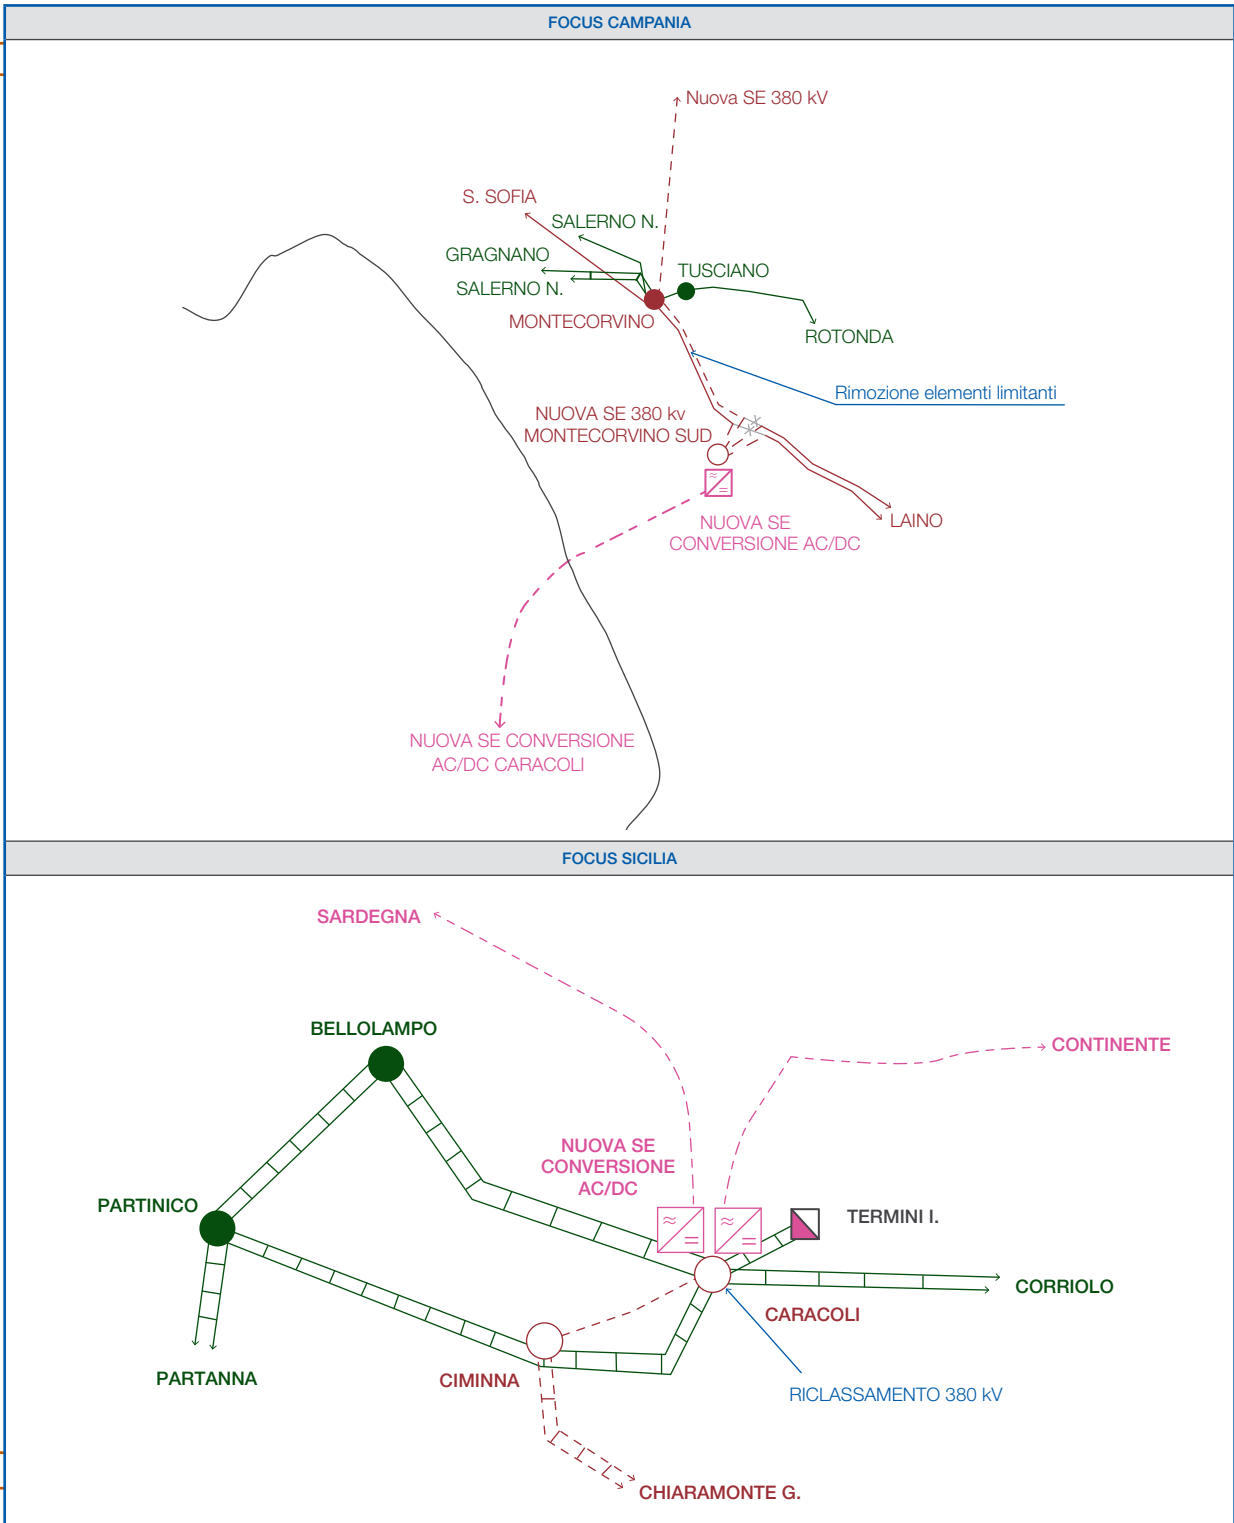 FOCUS CAMPANIA
Nuova SE 380 kV
S. SOFIA
SALERNO N.
GRAGNANO
SALERNO N.
TUSCIANO
MONTECORVINO
ROTONDA
Rimozione elementi limitanti
NUOVA SE 380 kv
MONTECORVINO SUD
LAINO
NUOVA SE
CONVERSIONE AC/DC
NUOVA SE CONVERSIONE
AC/DC CARACOLI
FOCUS SICILIA
SARDEGNA
BELLOLAMPO
CONTINENTE
NUOVA SE
CONVERSIONE
AC/DC
PARTINICO
TERMINI I.
CORRIOLO
CARACOLI
PARTANNA
CIMINNA
RICLASSAMENTO 380 kV
CHIARAMONTE G.